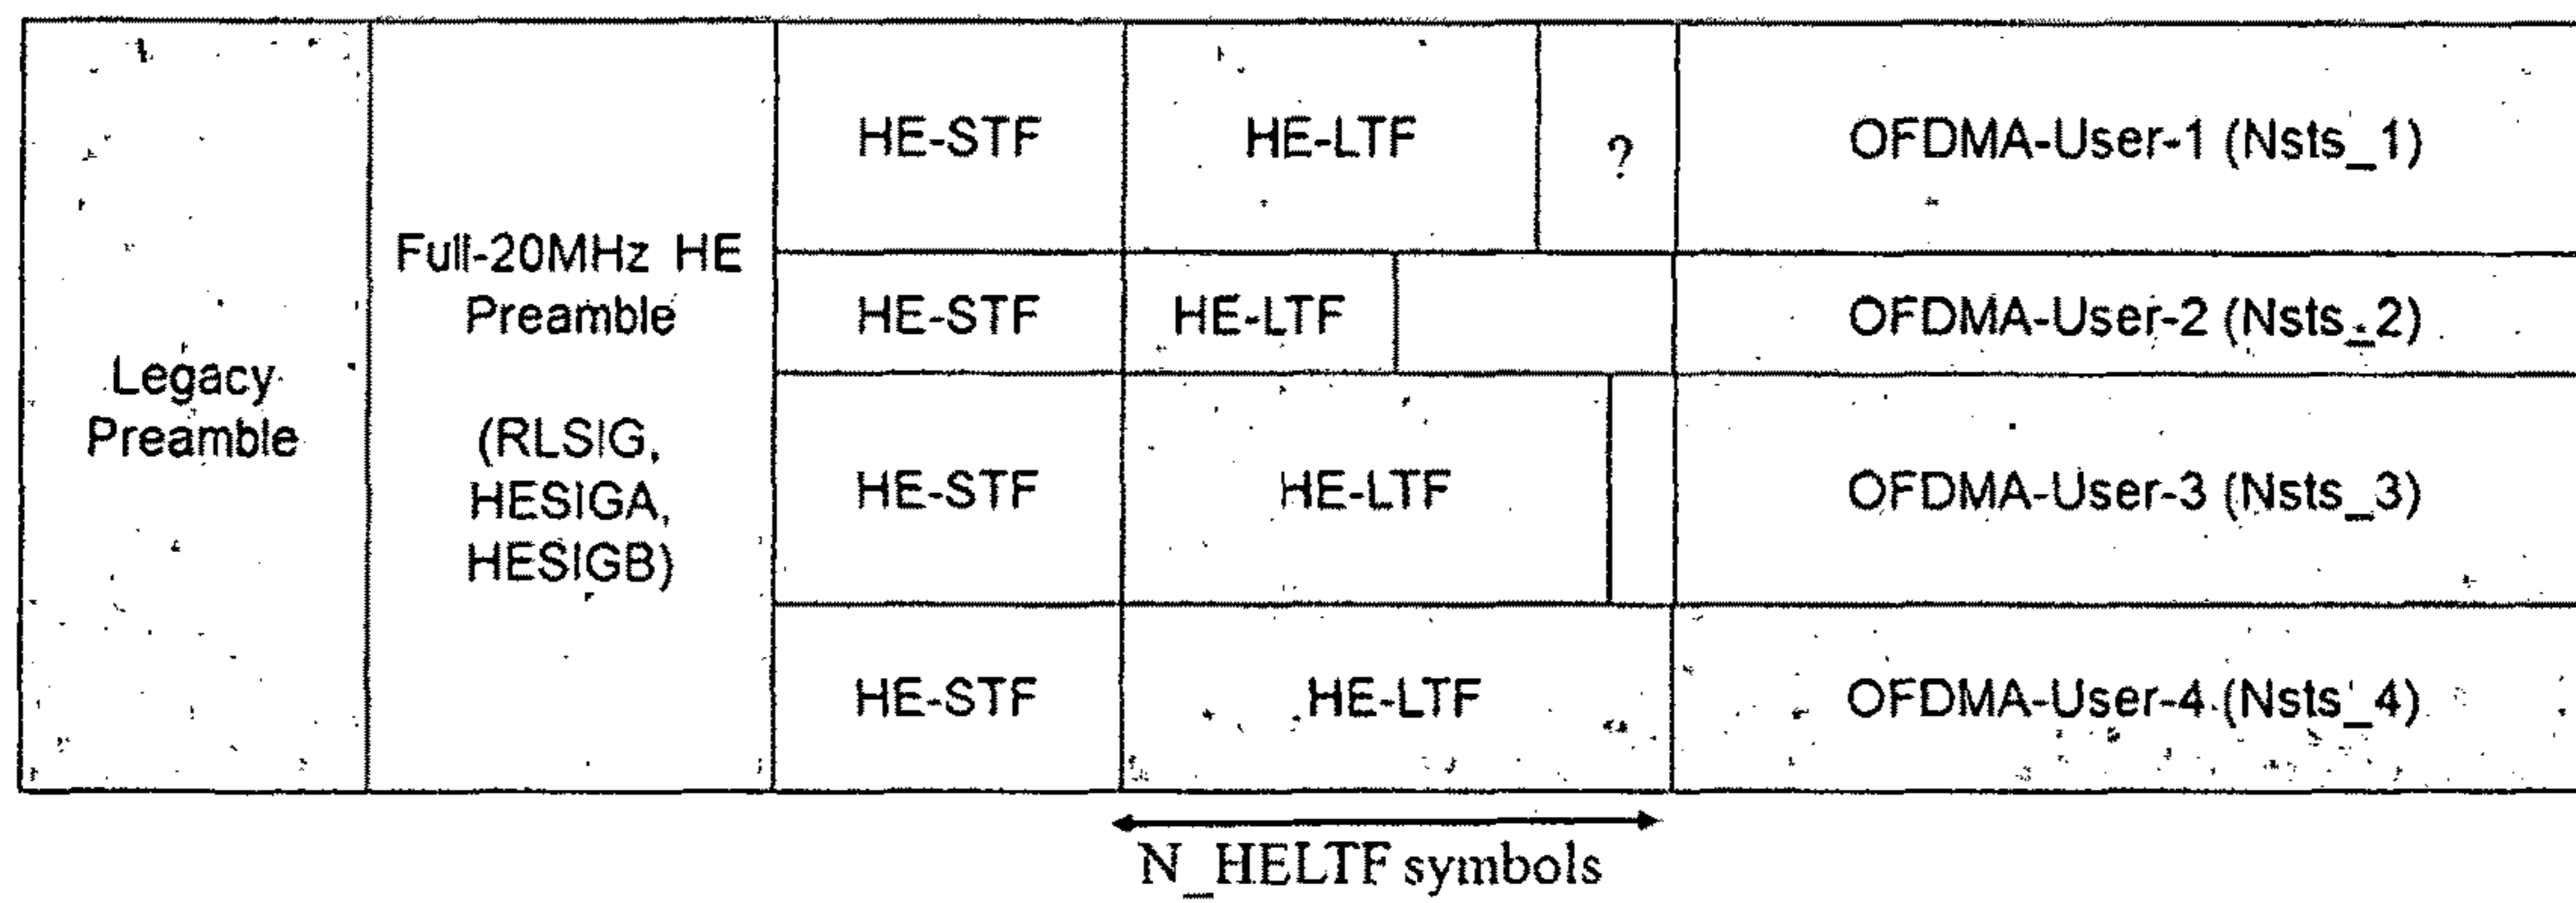 Legacy
Preamble
Full-20MHz HE
Preamble
(RLSIG,
HESIGA,
HESIGB)
HE-STF
HE-LTF
?
OFDMA-User-1 (Nsts_1)
HE-STF
HE-LTF
OFDMA-User-2 (Nsts_2)
HE-STF
HE-LTF
OFDMA-User-3 (Nsts_3)
HE-STF
HE-LTF
OFDMA-User-4 (Nsts_4)
N_HELTF symbols